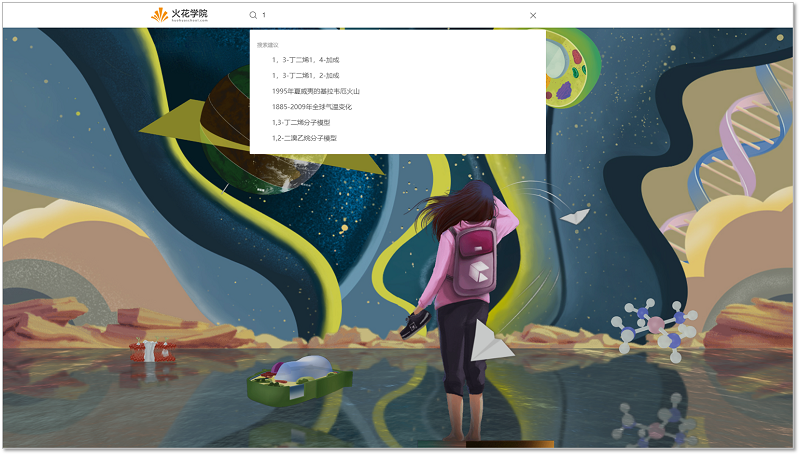 火花学院
huohuaschool.com
1
搜索建议
1，3-丁二烯1，4-加成
1，3-丁二烯1，2-加成
1995年夏威夷的基拉韦厄火山
1885-2009年全球气温变化
1,3-丁二烯分子模型
1,2-二溴乙烷分子模型